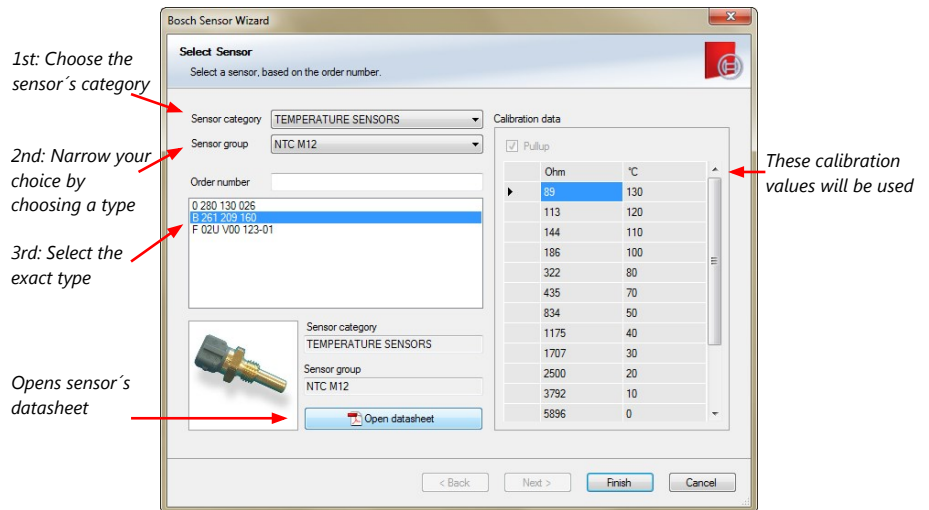 Bosch Sensor Wizard
Select Sensor
Select a sensor, based on the order number.
1st: Choose the
sensor´s category
2nd: Narrow your
choice by
choosing a type
3rd: Select the
exact type
Opens sensor´s
datasheet
Sensor category
TEMPERATURE SENSORS
Sensor group
NTC M12
Order number
0 280 130 026
B 261 209 160
F 02U V00 123-01
Sensor category
TEMPERATURE SENSORS
Sensor group
NTC M12
Open datasheet
Calibration data
Pullup
Ohm °C
89 130
113 120
144 110
186 100
322 80
435 70
834 50
1175 40
1707 30
2500 20
3792 10
5896 0
These calibration
values will be used
< Back Next > Finish Cancel